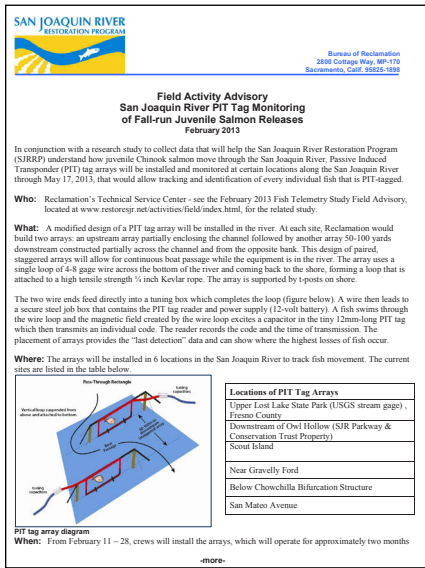 SAN JOAQUIN RIVER
RESTORATION PROGRAM
Bureau of Reclamation
2800 Cottage Way, MP-170
Sacramento, Calif. 95825-1898
Field Activity Advisory
San Joaquin River PIT Tag Monitoring
of Fall-run Juvenile Salmon Releases
February 2013
In conjunction with a research study to collect data that will help the San Joaquin River Restoration Program
(SJRRP) understand how juvenile Chinook salmon move through the San Joaquin River, Passive Induced
Transponder (PIT) tag arrays will be installed and monitored at certain locations along the San Joaquin River
through May 17, 2013, that would allow tracking and identification of every individual fish that is PIT-tagged.
Who: Reclamation's Technical Service Center - see the February 2013 Fish Telemetry Study Field Advisory,
located at www.restoresjr.net/activities/field/index.html, for the related study.
What: A modified design of a PIT tag array will be installed in the river. At each site, Reclamation would
build two arrays: an upstream array partially enclosing the channel followed by another array 50-100 yards
downstream constructed partially across the channel and from the opposite bank. This design of paired,
staggered arrays will allow for continuous boat passage while the equipment is in the river. The array uses a
single loop of 4-8 gage wire across the bottom of the river and coming back to the shore, forming a loop that is
attached to a high tensile strength ¼ inch Kevlar rope. The array is supported by t-posts on shore.
The two wire ends feed directly into a tuning box which completes the loop (figure below). A wire then leads to
a secure steel job box that contains the PIT tag reader and power supply (12-volt battery). A fish swims through
the wire loop and the magnetic field created by the wire loop excites a capacitor in the tiny 12mm-long PIT tag
which then transmits an individual code. The reader records the code and the time of transmission. The
placement of arrays provides the "last detection" data and can show where the highest losses of fish occur.
Where: The arrays will be installed in 6 locations in the San Joaquin River to track fish movement. The current
sites are listed in the table below.
Pass-Through Rectangle
tuning
capacitors
Vertical loop suspended from
above and attached to bottom.
tuning
capacitors
PIT tag array diagram
Locations of PIT Tag Arrays
Upper Lost Lake State Park (USGS stream gage) ,
Fresno County
Downstream of Owl Hollow (SJR Parkway &
Conservation Trust Property)
Scout Island
Near Gravelly Ford
Below Chowchilla Bifurcation Structure
San Mateo Avenue
When: From February 11 – 28, crews will install the arrays, which will operate for approximately two months
-more-